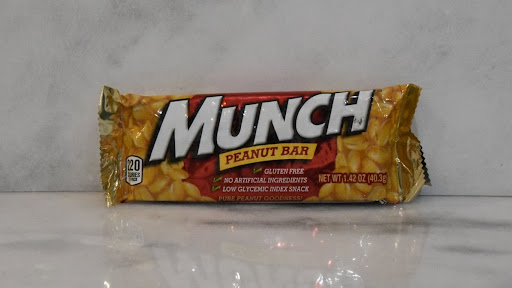 MUNCH
PEANUT BAR
GLUTEN FREE
NO ARTIFICIAL INGREDIENTS
LOW GLYCEMIC INDEX SNACK
PURE PEANUT GOODNESS!
220
NET WT 1.42 OZ (40.3g